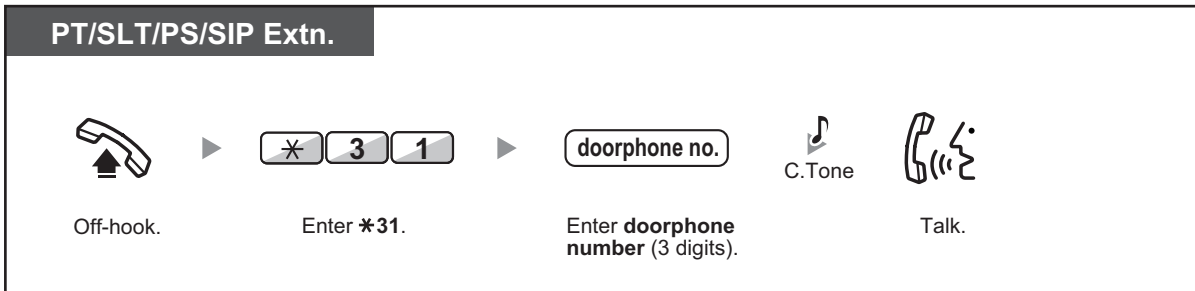 PT/SLT/PS/SIP Extn.
* 3 1
doorphone no.
C.Tone
Off-hook.
Enter *31.
Enter doorphone
number (3 digits).
Talk.